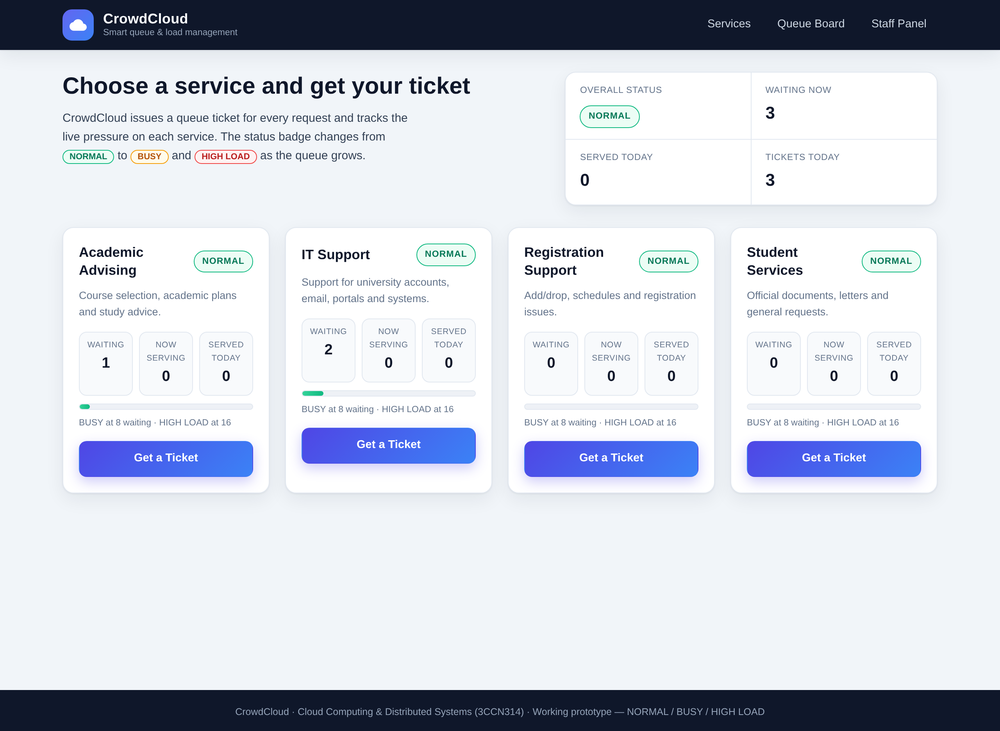 CrowdCloud
Smart queue & load management
Services
Queue Board
Staff Panel
Choose a service and get your ticket
CrowdCloud issues a queue ticket for every request and tracks the
live pressure on each service. The status badge changes from
NORMAL to BUSY and HIGH LOAD as the queue grows.
OVERALL STATUS
NORMAL
WAITING NOW
3
SERVED TODAY
0
TICKETS TODAY
3
Academic
Advising
NORMAL
Course selection, academic plans
and study advice.
WAITING
1
NOW
SERVING
0
SERVED
TODAY
0
BUSY at 8 waiting · HIGH LOAD at 16
Get a Ticket
IT Support
NORMAL
Support for university accounts,
email, portals and systems.
WAITING
2
NOW
SERVING
0
SERVED
TODAY
0
BUSY at 8 waiting · HIGH LOAD at 16
Get a Ticket
Registration
Support
NORMAL
Add/drop, schedules and registration
issues.
WAITING
0
NOW
SERVING
0
SERVED
TODAY
0
BUSY at 8 waiting · HIGH LOAD at 16
Get a Ticket
Student
Services
NORMAL
Official documents, letters and
general requests.
WAITING
0
NOW
SERVING
0
SERVED
TODAY
0
BUSY at 8 waiting · HIGH LOAD at 16
Get a Ticket
CrowdCloud · Cloud Computing & Distributed Systems (3CCN314) · Working prototype — NORMAL / BUSY / HIGH LOAD